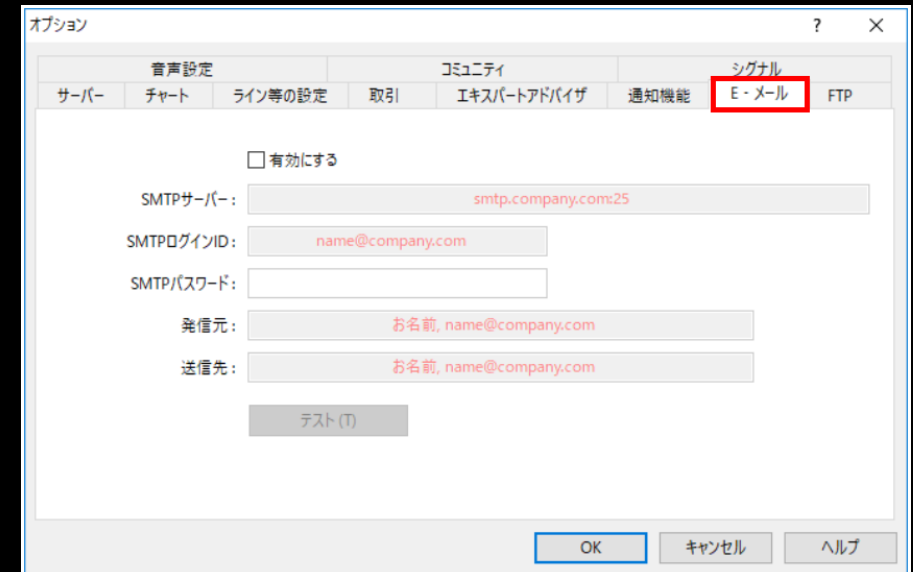 オプション
?
音声設定 コミュニティ シグナル
サーバー チャート ライン等の設定 取引 エキスパートアドバイザ 通知機能 E - メール FTP
有効にする
SMTPサーバー: smtp.company.com:25
SMTPログインID: name@company.com
SMTPパスワード:
発信元: お名前, name@company.com
送信先: お名前, name@company.com
テスト(T)
OK キャンセル ヘルプ